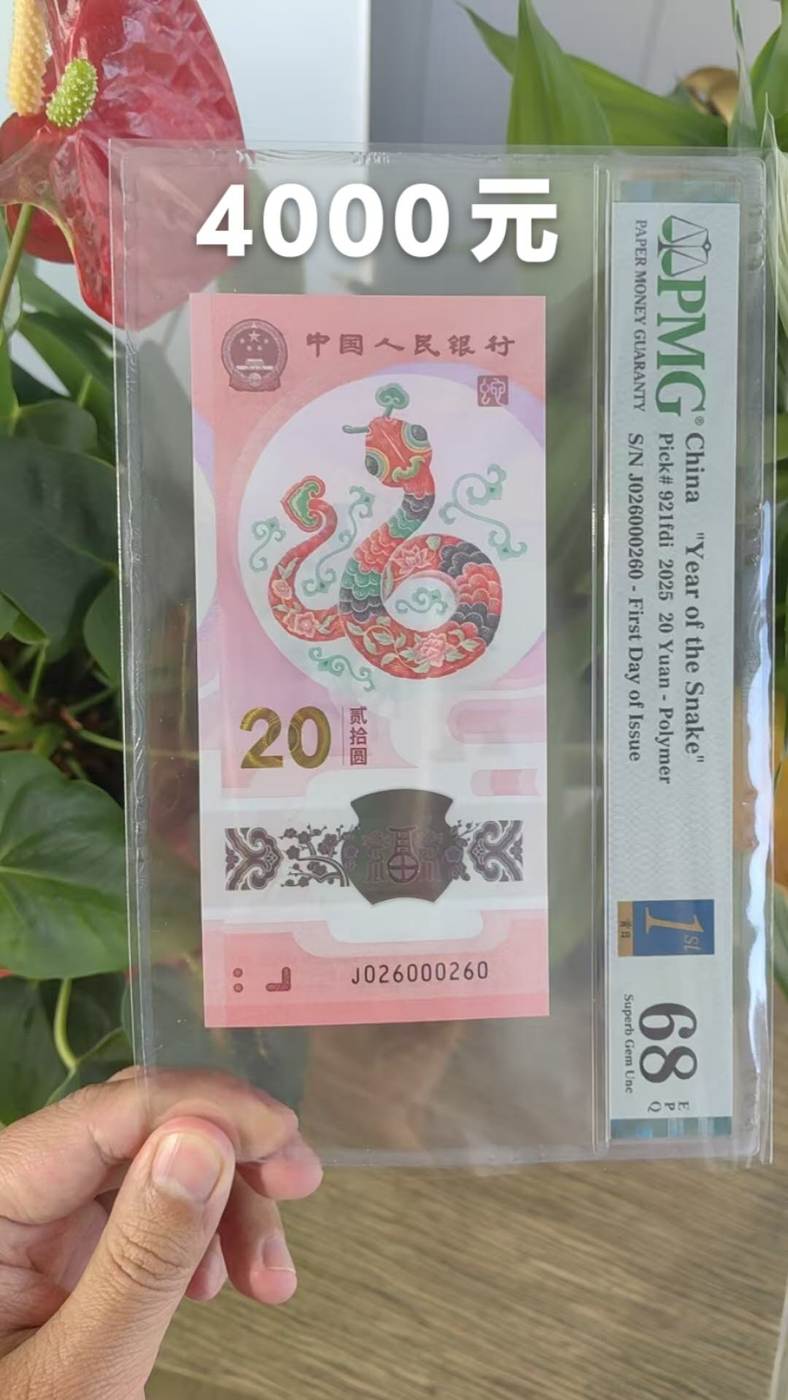 4000元
中国人民银行
20
贰拾圆
J026000260
PMG®
PAPER MONEY GUARANTY
China "Year of the Snake"
Pick# 921fdi 2025 20 Yuan - Polymer
S/N J026000260 - First Day of Issue
1st
首日
68 EPQ
Superb Gem Unc